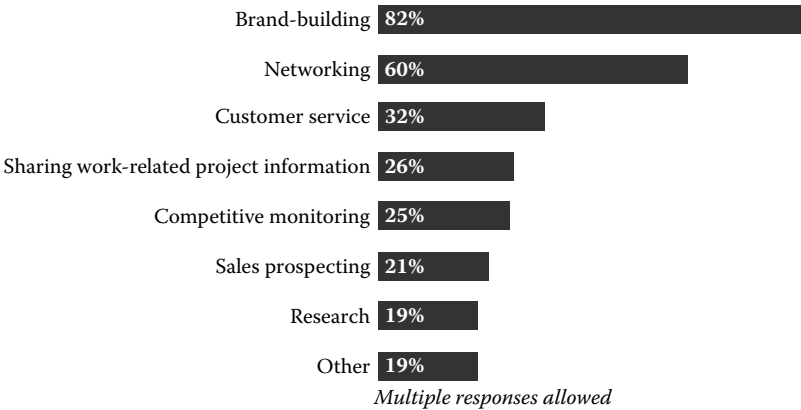 Brand-building 82%
Networking 60%
Customer service 32%
Sharing work-related project information 26%
Competitive monitoring 25%
Sales prospecting 21%
Research 19%
Other 19%
Multiple responses allowed